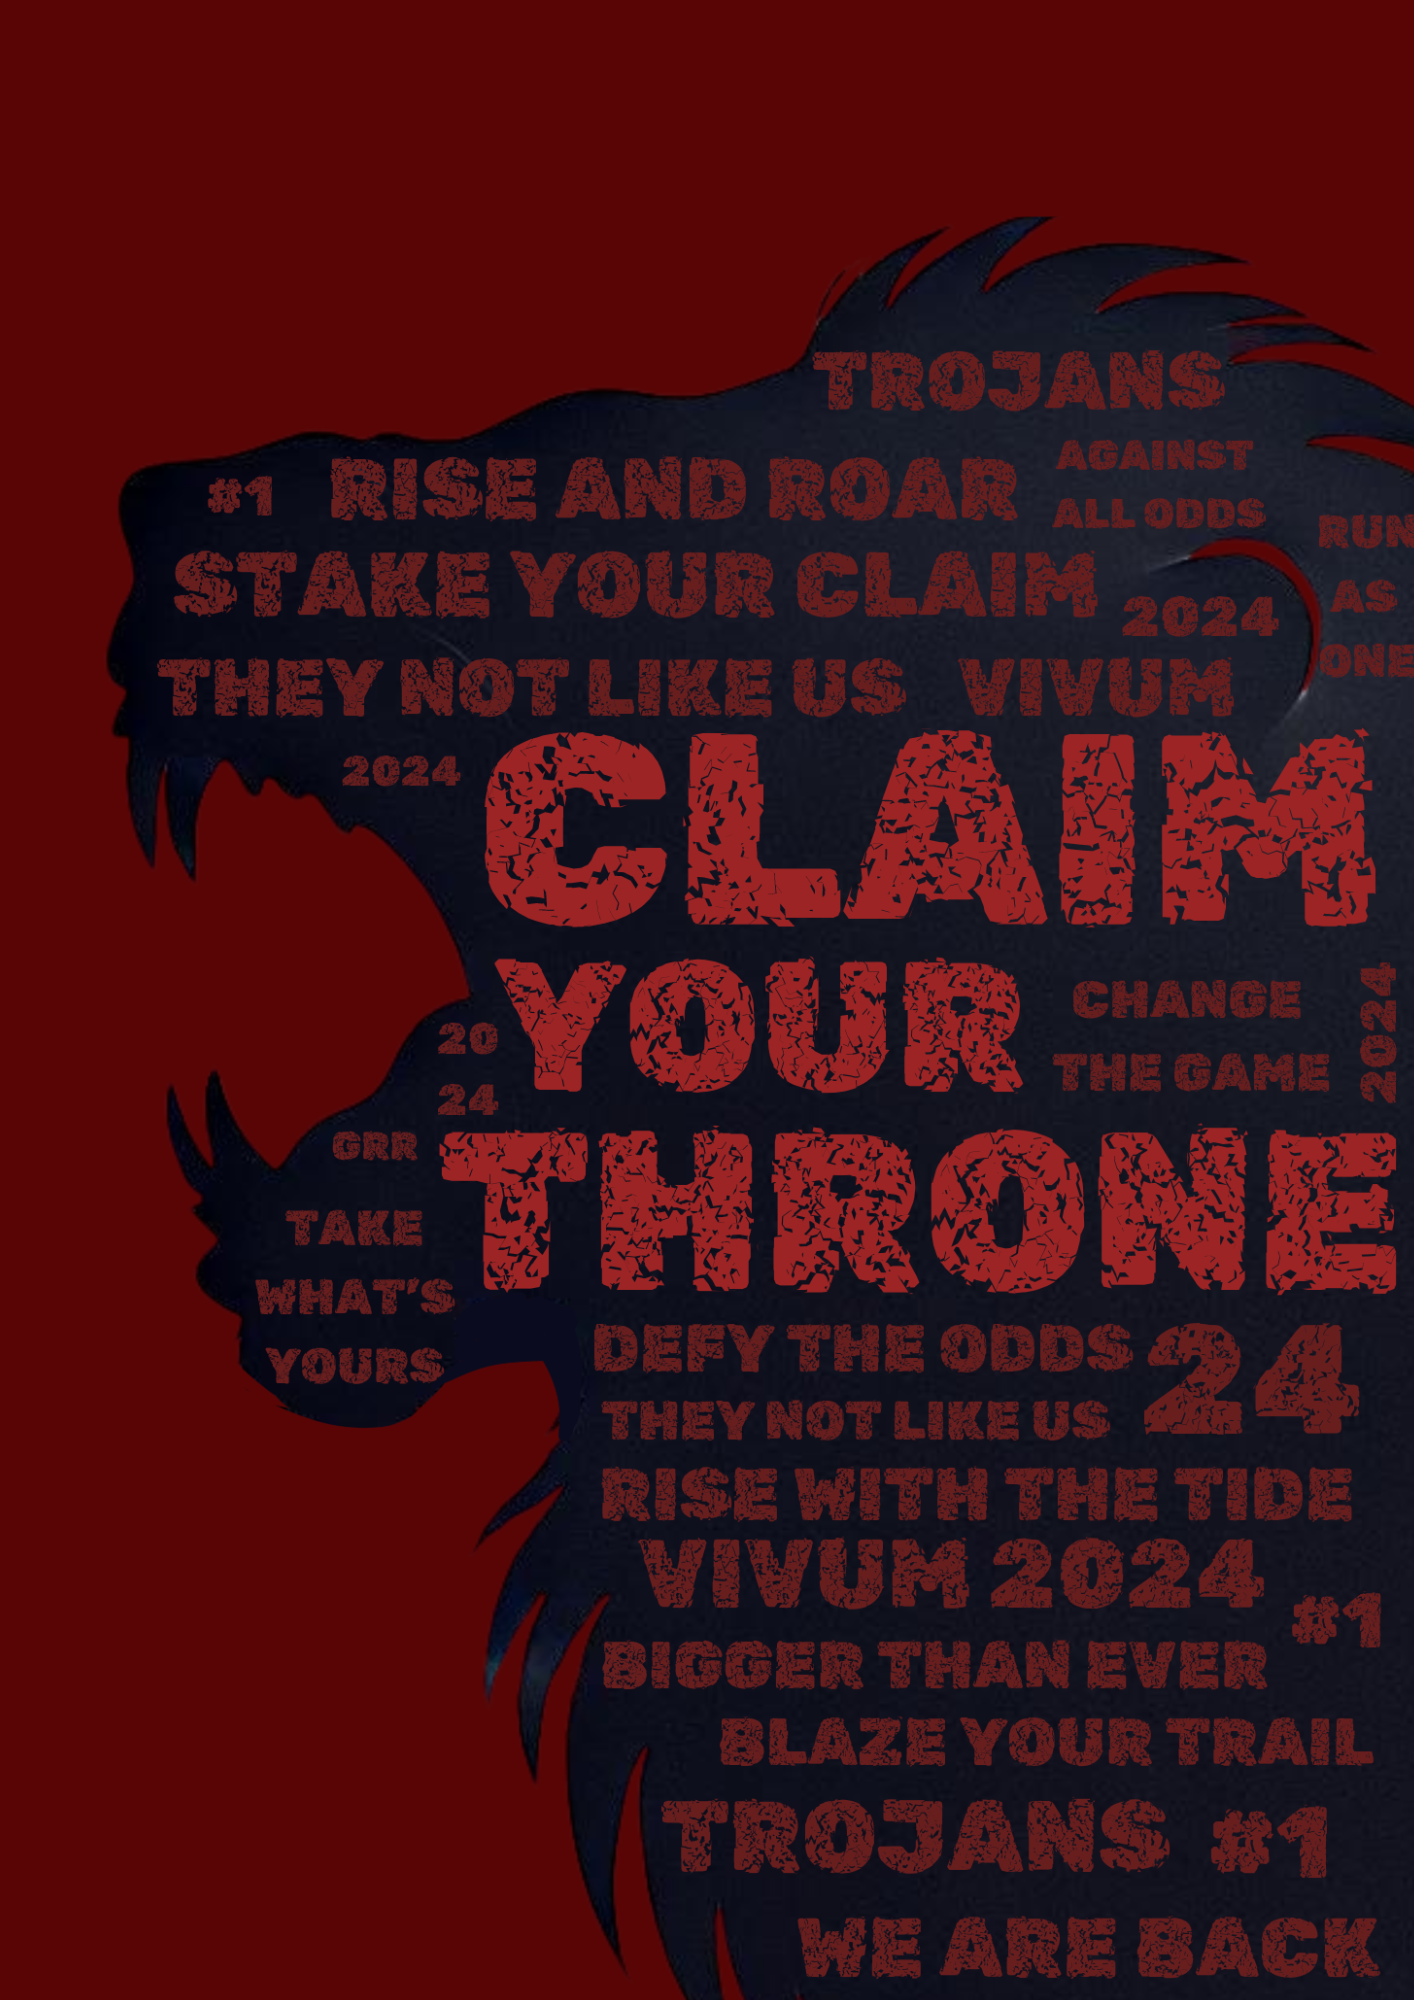 TROJANS
#1 RISE AND ROAR
AGAINST
ALL ODDS
RUN
AS
ONE
STAKE YOUR CLAIM
2024
THEY NOT LIKE US VIVUM
2024
CLAIM
YOUR
THRONE
CHANGE
THE GAME
2024
20
24
GRR
TAKE
WHAT'S
YOURS
DEFY THE ODDS
24
THEY NOT LIKE US
RISE WITH THE TIDE
VIVUM 2024
#1
BIGGER THAN EVER
BLAZE YOUR TRAIL
TROJANS #1
WE ARE BACK